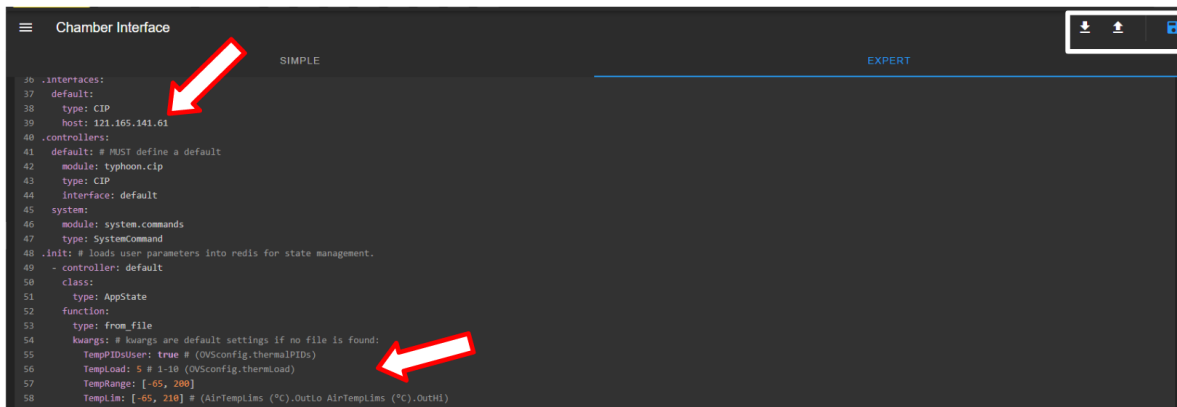 Chamber Interface
SIMPLE
EXPERT
36 .interfaces:
37 default:
38 type: CIP
39 host: 121.165.141.61
40 .controllers:
41 default: # MUST define a default
42 module: typhoon.cip
43 type: CIP
44 interface: default
45 system:
46 module: system.commands
47 type: SystemCommand
48 .init: # loads user parameters into redis for state management.
49 - controller: default
50 class:
51 type: AppState
52 function:
53 type: from_file
54 kwargs: # kwargs are default settings if no file is found:
55 TempPIDsUser: true # (OVSconfig.thermalPIDs)
56 TempLoad: 5 # 1-10 (OVSconfig.thermLoad)
57 TempRange: [-65, 200]
58 TempLim: [-65, 210] # (AirTempLims (ºC).OutLo AirTempLims (ºC).OutHi)